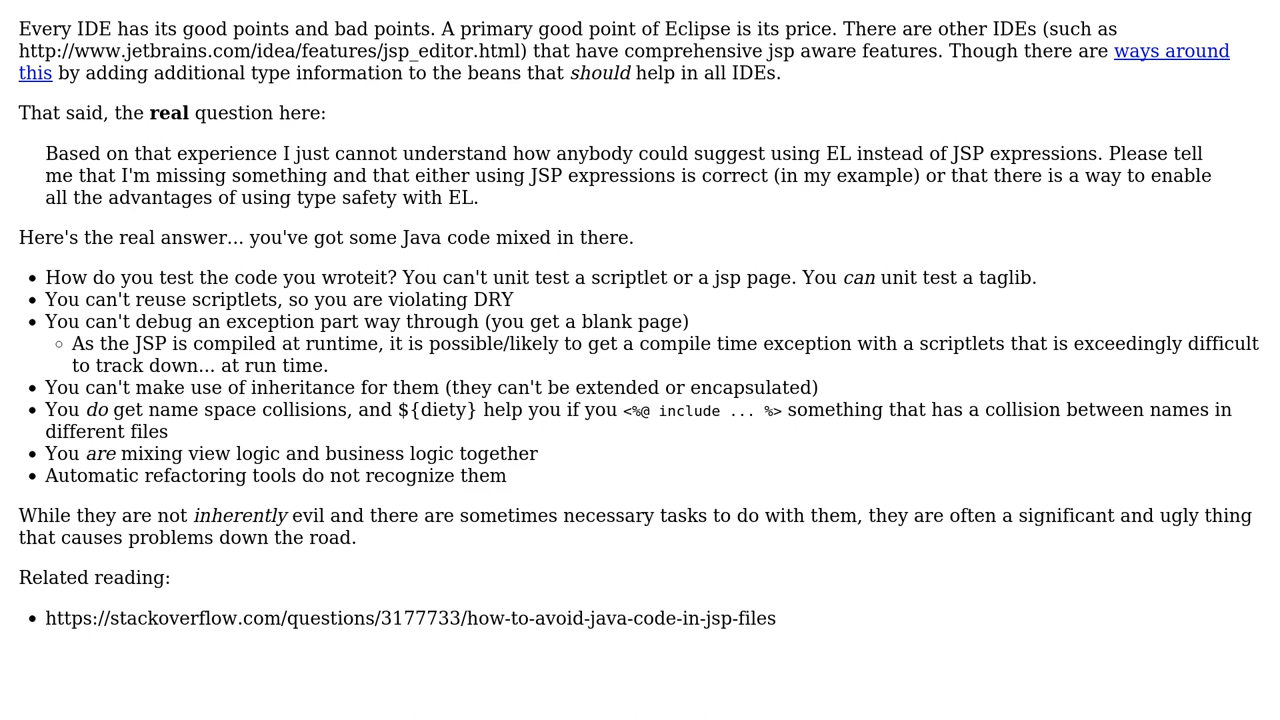 Every IDE has its good points and bad points. A primary good point of Eclipse is its price. There are other IDEs (such as
http://www.jetbrains.com/idea/features/jsp_editor.html) that have comprehensive jsp aware features. Though there are ways around
this by adding additional type information to the beans that should help in all IDEs.
That said, the real question here:
Based on that experience I just cannot understand how anybody could suggest using EL instead of JSP expressions. Please tell
me that I'm missing something and that either using JSP expressions is correct (in my example) or that there is a way to enable
all the advantages of using type safety with EL.
Here's the real answer... you've got some Java code mixed in there.
• How do you test the code you wroteit? You can't unit test a scriptlet or a jsp page. You can unit test a taglib.
• You can't reuse scriptlets, so you are violating DRY
• You can't debug an exception part way through (you get a blank page)
◦ As the JSP is compiled at runtime, it is possible/likely to get a compile time exception with a scriptlets that is exceedingly difficult
to track down... at run time.
• You can't make use of inheritance for them (they can't be extended or encapsulated)
• You do get name space collisions, and ${diety} help you if you <%@ include ... %> something that has a collision between names in
different files
• You are mixing view logic and business logic together
• Automatic refactoring tools do not recognize them
While they are not inherently evil and there are sometimes necessary tasks to do with them, they are often a significant and ugly thing
that causes problems down the road.
Related reading:
• https://stackoverflow.com/questions/3177733/how-to-avoid-java-code-in-jsp-files